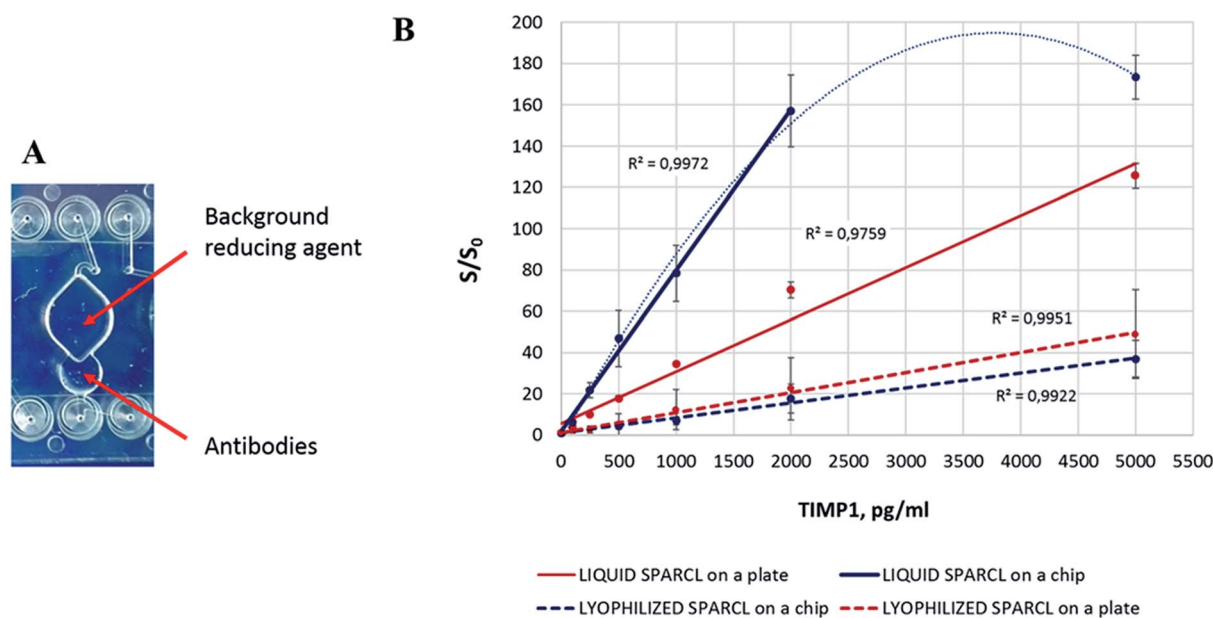 A
Background
reducing agent
Antibodies
B
S/S0
200
180
160
140
120
100
80
60
40
20
0
R² = 0,9972
R² = 0,9759
R² = 0,9951
R² = 0,9922
0 500 1000 1500 2000 2500 3000 3500 4000 4500 5000 5500
TIMP1, pg/ml
LIQUID SPARCL on a plate LIQUID SPARCL on a chip
LYOPHILIZED SPARCL on a chip LYOPHILIZED SPARCL on a plate